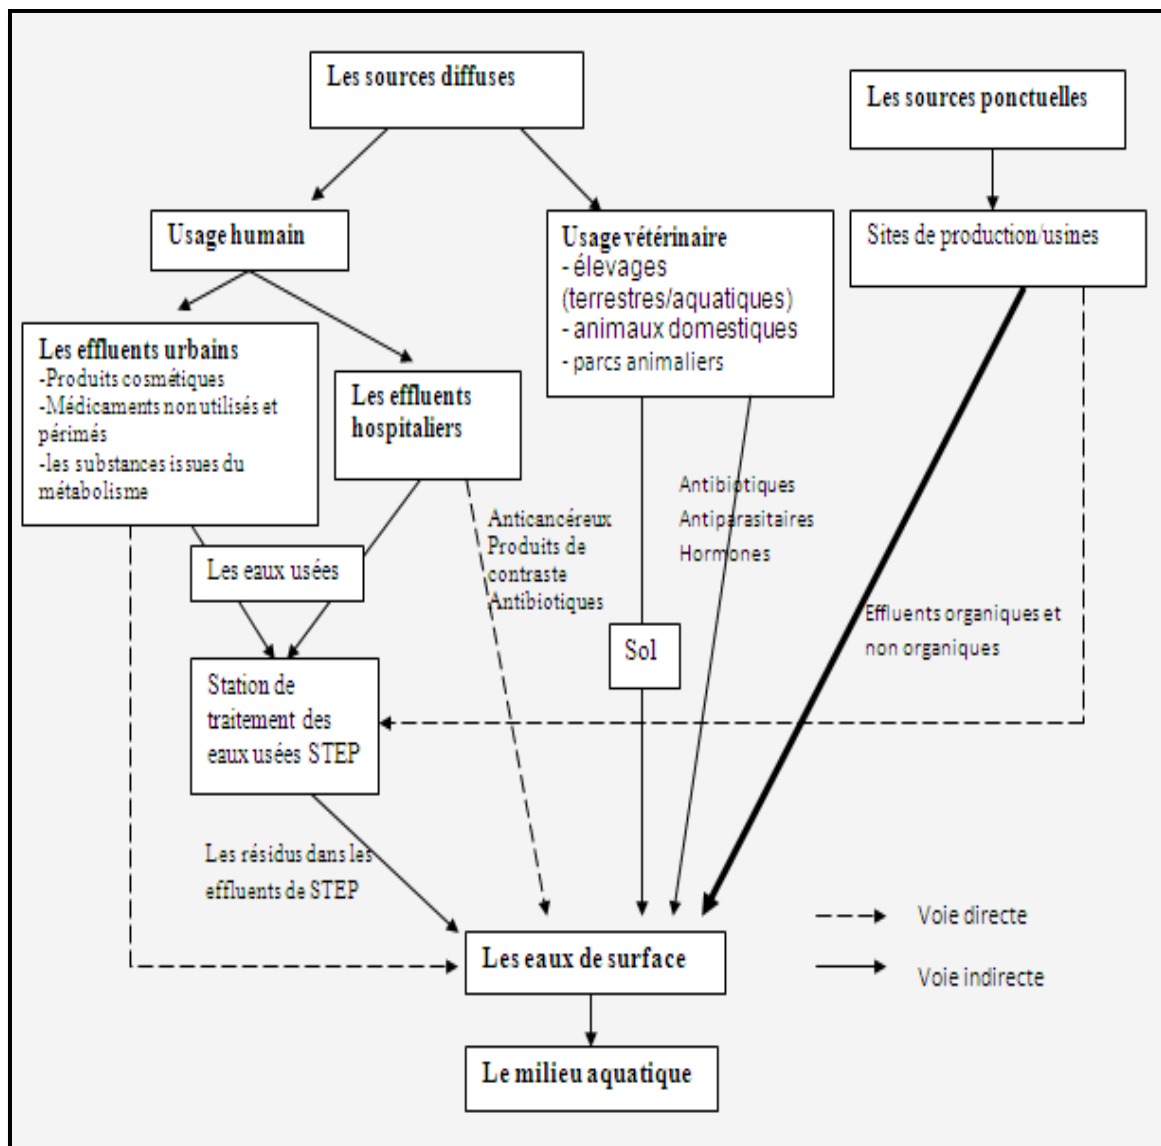 Les sources diffuses
Les sources ponctuelles
Usage humain
Usage vétérinaire
- élevages
(terrestres/aquatiques)
- animaux domestiques
- parcs animaliers
Sites de production/usines
Les effluents urbains
-Produits cosmétiques
-Médicaments non utilisés et
périmés
-les substances issues du
métabolisme
Les effluents
hospitaliers
Les eaux usées
Anticancéreux
Produits de
contraste
Antibiotiques
Antibiotiques
Antiparasitaires
Hormones
Effluents organiques et
non organiques
Sol
Station de
traitement des
eaux usées STEP
Les résidus dans les
effluents de STEP
Les eaux de surface
Voie directe
Voie indirecte
Le milieu aquatique